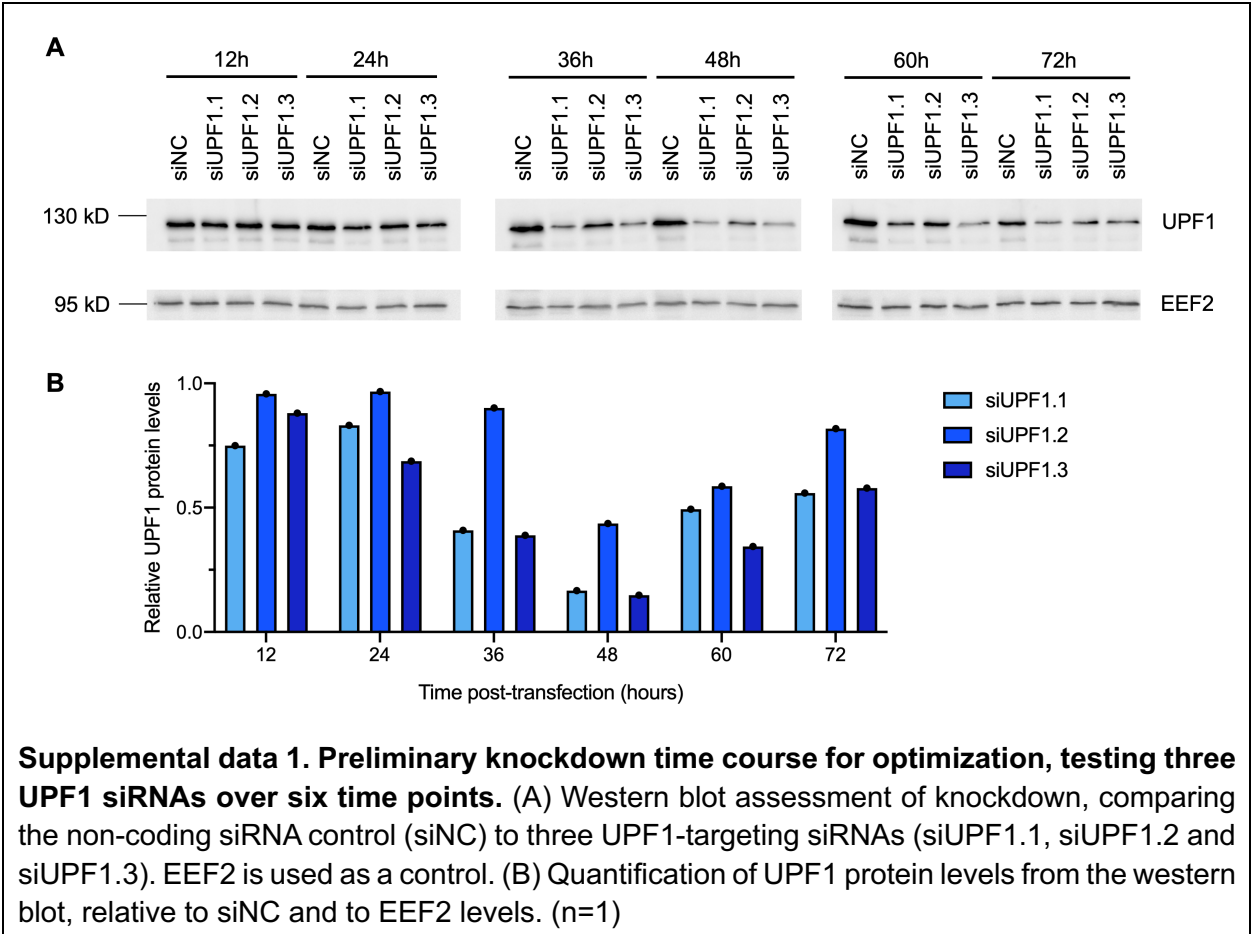 A
12h 24h 36h 48h 60h 72h
siNC siUPF1.1 siUPF1.2 siUPF1.3 siNC siUPF1.1 siUPF1.2 siUPF1.3 siNC siUPF1.1 siUPF1.2 siUPF1.3 siNC siUPF1.1 siUPF1.2 siUPF1.3 siNC siUPF1.1 siUPF1.2 siUPF1.3 siNC siUPF1.1 siUPF1.2 siUPF1.3
130 kD UPF1
95 kD EEF2
B
Relative UPF1 protein levels
1.0
0.5
0.0
12 24 36 48 60 72
Time post-transfection (hours)
siUPF1.1
siUPF1.2
siUPF1.3
Supplemental data 1. Preliminary knockdown time course for optimization, testing three
UPF1 siRNAs over six time points. (A) Western blot assessment of knockdown, comparing
the non-coding siRNA control (siNC) to three UPF1-targeting siRNAs (siUPF1.1, siUPF1.2 and
siUPF1.3). EEF2 is used as a control. (B) Quantification of UPF1 protein levels from the western
blot, relative to siNC and to EEF2 levels. (n=1)